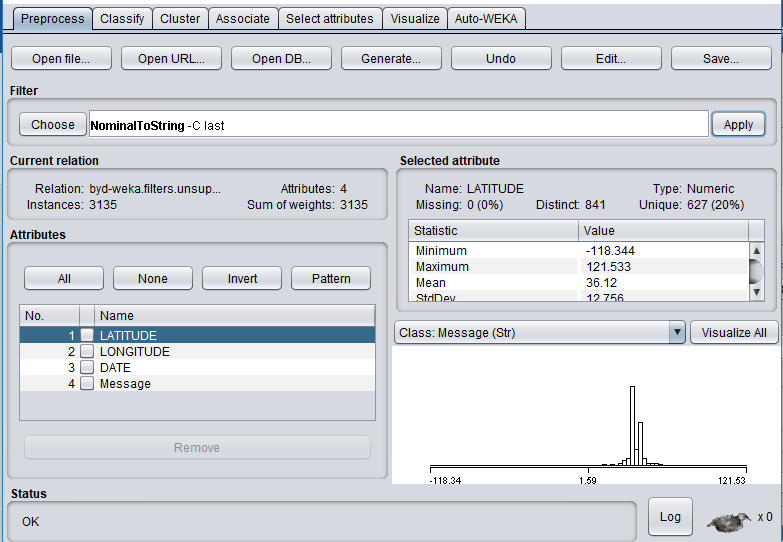 Preprocess Classify Cluster Associate Select attributes Visualize Auto-WEKA
Open file... Open URL... Open DB... Generate... Undo Edit... Save...
Filter
Choose NominalToString -C last Apply
Current relation
Relation: byd-weka.filters.unsup... Attributes: 4
Instances: 3135 Sum of weights: 3135
Attributes
All None Invert Pattern
No. Name
1 LATITUDE
2 LONGITUDE
3 DATE
4 Message
Remove
Selected attribute
Name: LATITUDE Type: Numeric
Missing: 0 (0%) Distinct: 841 Unique: 627 (20%)
Statistic Value
Minimum -118.344
Maximum 121.533
Mean 36.12
StdDev 12.756
Class: Message (Str) Visualize All
-118.34 1.59 121.53
Status
OK Log x 0